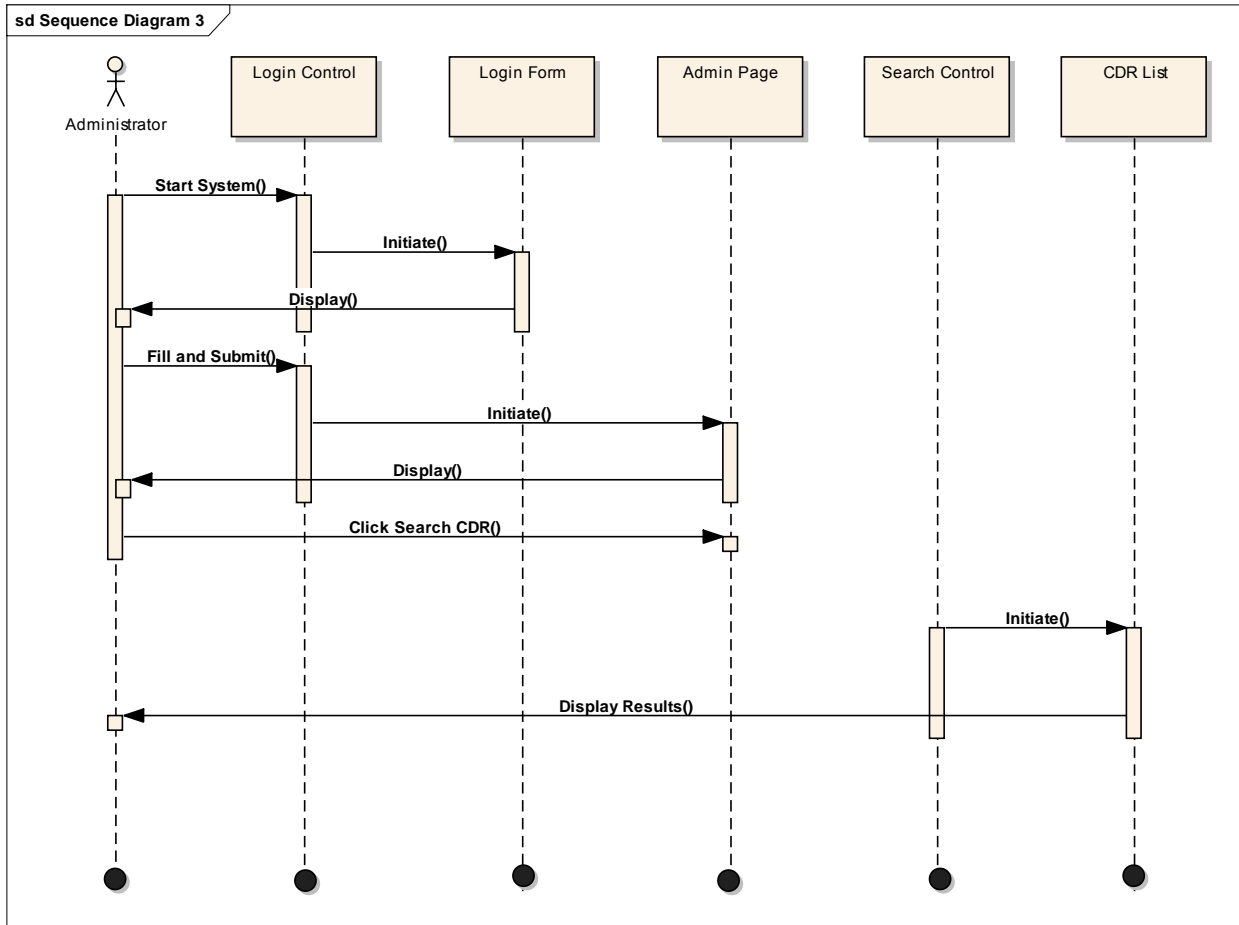 sd Sequence Diagram 3
Administrator
Login Control
Login Form
Admin Page
Search Control
CDR List
Start System()
Initiate()
Display()
Fill and Submit()
Initiate()
Display()
Click Search CDR()
Initiate()
Display Results()